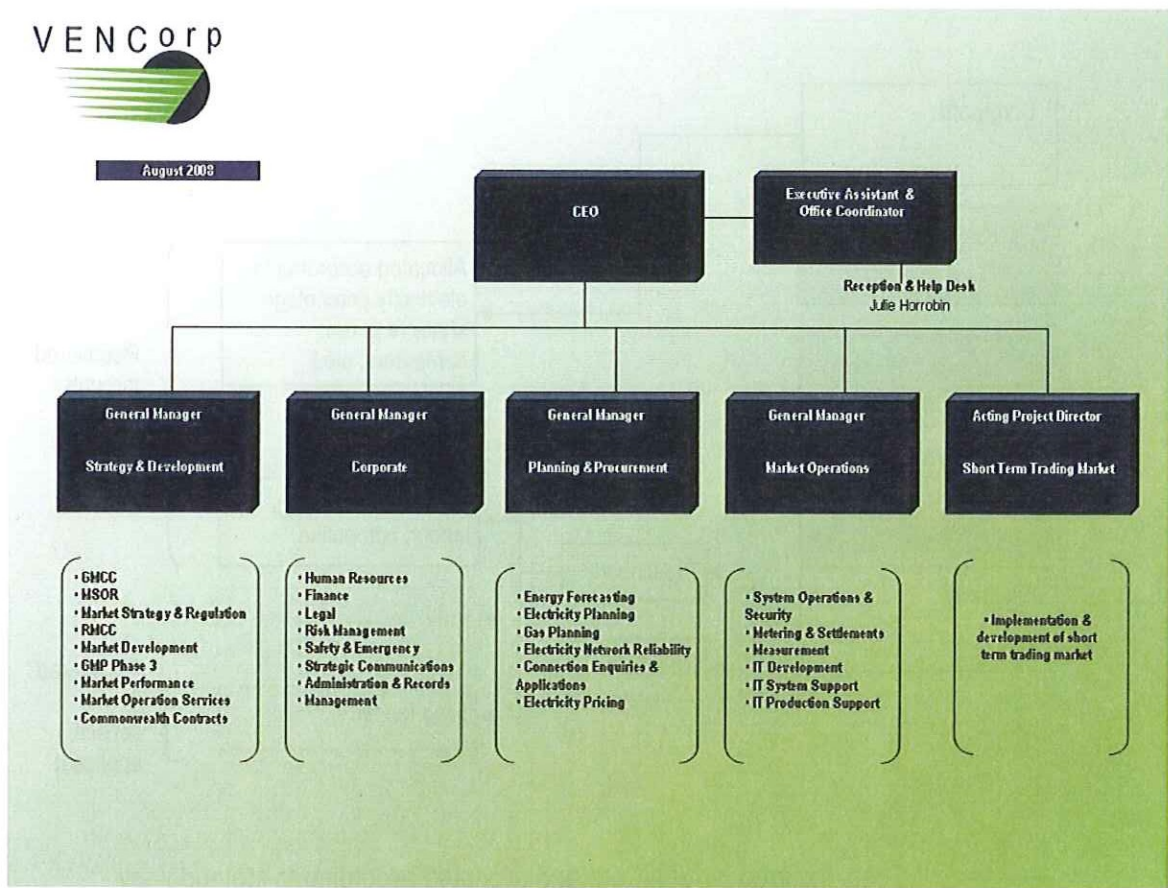 VENCorp
August 2008
CEO
Executive Assistant &
Office Coordinator
Reception & Help Desk
Julie Horrobin
General Manager
Strategy & Development
General Manager
Corporate
General Manager
Planning & Procurement
General Manager
Market Operations
Acting Project Director
Short Term Trading Market
• GMCC
• MSOR
• Market Strategy & Regulation
• RMCC
• Market Development
• GMP Phase 3
• Market Performance
• Market Operation Services
• Commonwealth Contracts
• Human Resources
• Finance
• Legal
• Risk Management
• Safety & Emergency
• Strategic Communications
• Administration & Records
• Management
• Energy Forecasting
• Electricity Planning
• Gas Planning
• Electricity Network Reliability
• Connection Enquiries &
Applications
• Electricity Pricing
• System Operations &
Security
• Metering & Settlements
• Measurement
• IT Development
• IT System Support
• IT Production Support
• Implementation &
development of short
term trading market